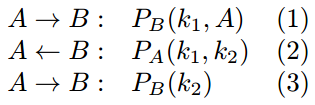 A → B : P_B(k_1, A) (1)
A ← B : P_A(k_1, k_2) (2)
A → B : P_B(k_2) (3)